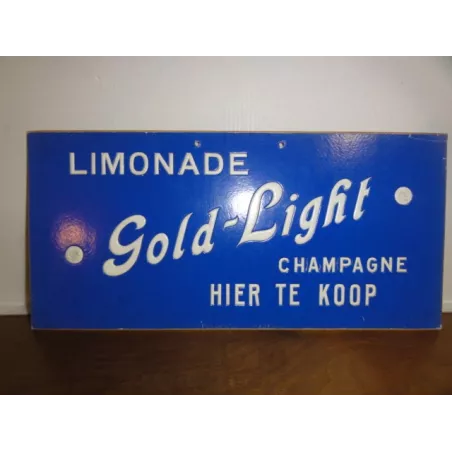 LIMONADE
Gold-Light
CHAMPAGNE
HIER TE KOOP